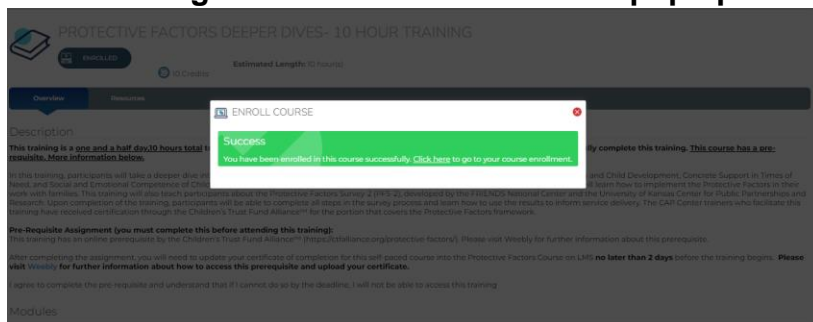 PROTECTIVE FACTORS DEEPER DIVES- 10 HOUR TRAINING
ENROLLED
10 Credits
Estimated Length: 10 hour(s)
Overview
Resources
ENROLL COURSE
Success
You have been enrolled in this course successfully. Click here to go to your course enrollment.
Description
This training is a one and a half day,10 hours total t
lly complete this training. This course has a pre-
requisite. More information below.
In this training, participants will take a deeper dive in
and Child Development, Concrete Support in Times of
Need, and Social and Emotional Competence of Child
ll learn how to implement the Protective Factors in their
work with families. This training will also teach participants about the Protective Factors Survey 2 (PFS 2), developed by the FRIENDS National Center and the University of Kansas Center for Public Partnerships and
Research. Upon completion of the training, participants will be able to complete all steps in the survey process and learn how to use the results to inform service delivery. The CAP Center trainers who facilitate this
training have received certification through the Children's Trust Fund Alliance℠ for the portion that covers the Protective Factors framework.
Pre-Requisite Assignment (you must complete this before attending this training):
This training has an online prerequisite by the Children's Trust Fund Alliance℠ (https://ctfalliance.org/protective-factors/). Please visit Weebly for further information about this prerequisite.
After completing the assignment, you will need to update your certificate of completion for this self-paced course into the Protective Factors Course on LMS no later than 2 days before the training begins. Please
visit Weebly for further information about how to access this prerequisite and upload your certificate.
I agree to complete the pre-requisite and understand that if I cannot do so by the deadline, I will not be able to access this training
Modules